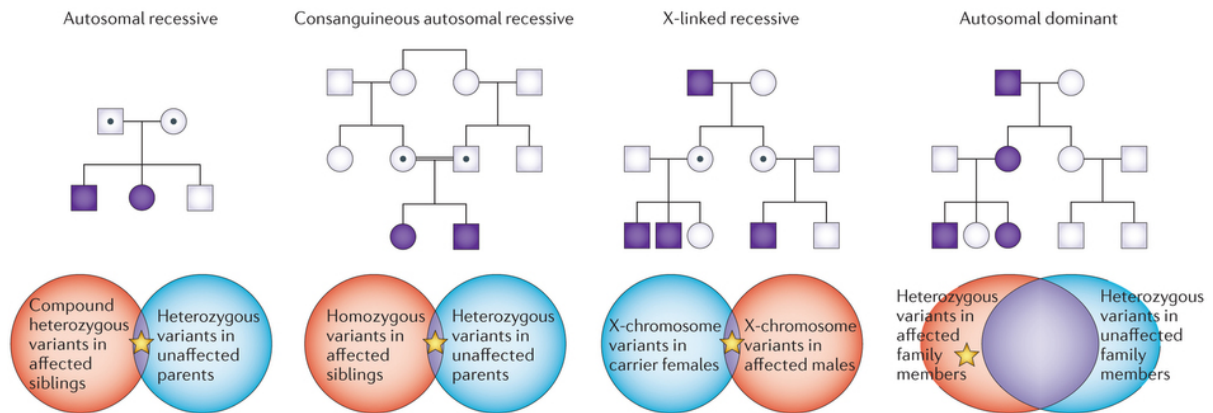 Autosomal recessive
Consanguineous autosomal recessive
X-linked recessive
Autosomal dominant
Compound
heterozygous
variants in
affected
siblings
Heterozygous
variants in
unaffected
parents
Homozygous
variants in
affected
siblings
Heterozygous
variants in
unaffected
parents
X-chromosome
variants in
carrier females
X-chromosome
variants in
affected males
Heterozygous
variants in
affected
family
members
Heterozygous
variants in
unaffected
family
members